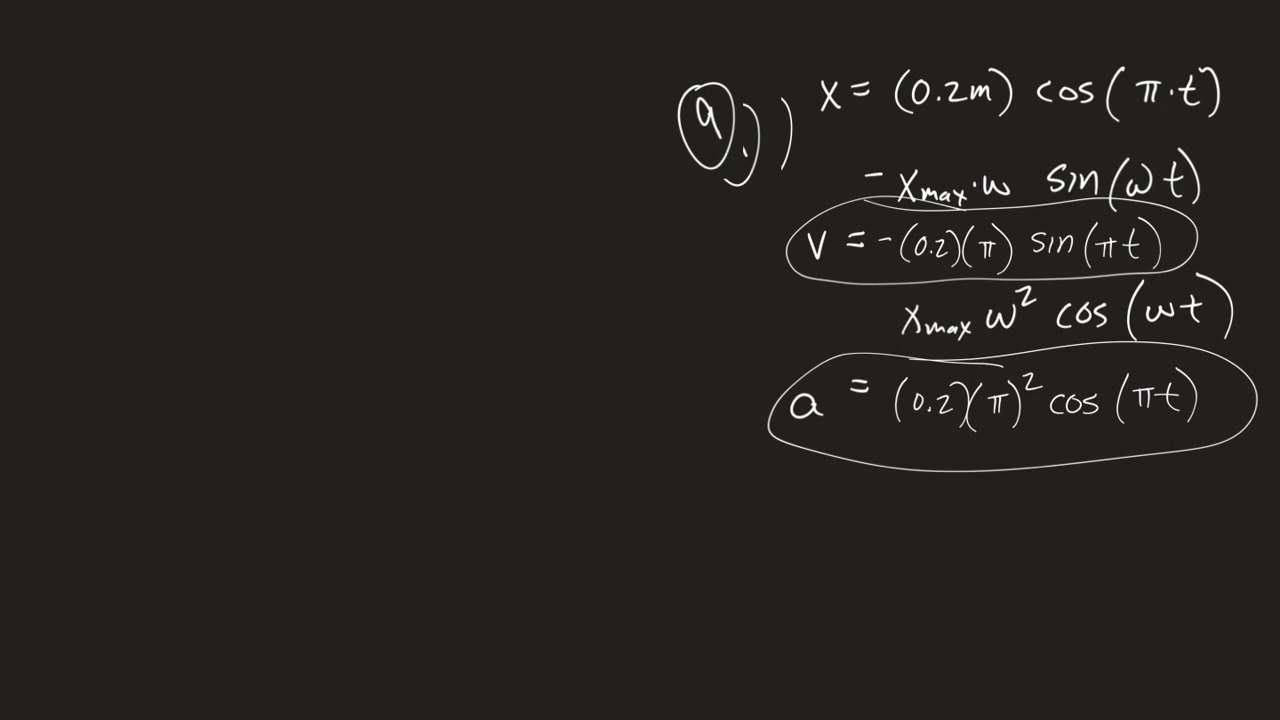 9.)) x = (0.2m) cos(π·t)
- xmax·ω sin(ωt)
v = -(0.2)(π) sin(πt)
xmax ω² cos(ωt)
a = (0.2)(π)² cos(πt)